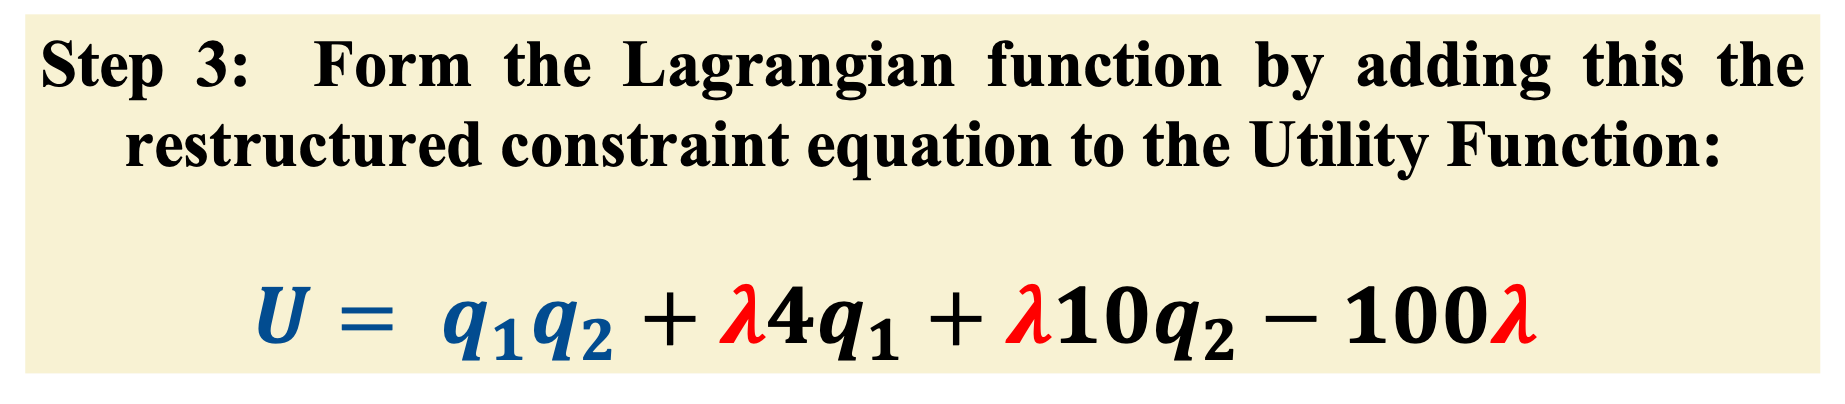 Step 3: Form the Lagrangian function by adding this the
restructured constraint equation to the Utility Function:
U = q₁q₂ + λ4q₁ + λ10q₂ − 100λ